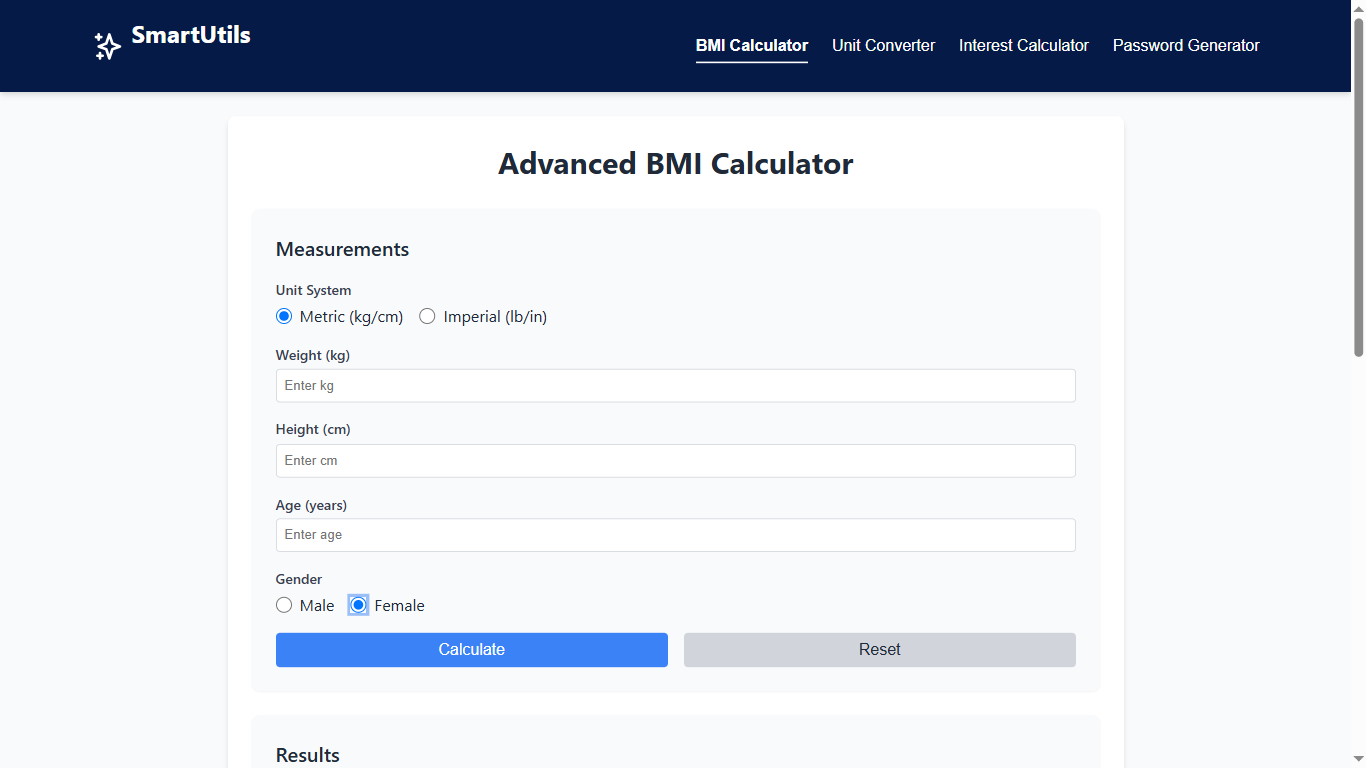 SmartUtils
BMI Calculator Unit Converter Interest Calculator Password Generator
Advanced BMI Calculator
Measurements
Unit System
Metric (kg/cm) Imperial (lb/in)
Weight (kg)
Enter kg
Height (cm)
Enter cm
Age (years)
Enter age
Gender
Male Female
Calculate Reset
Results